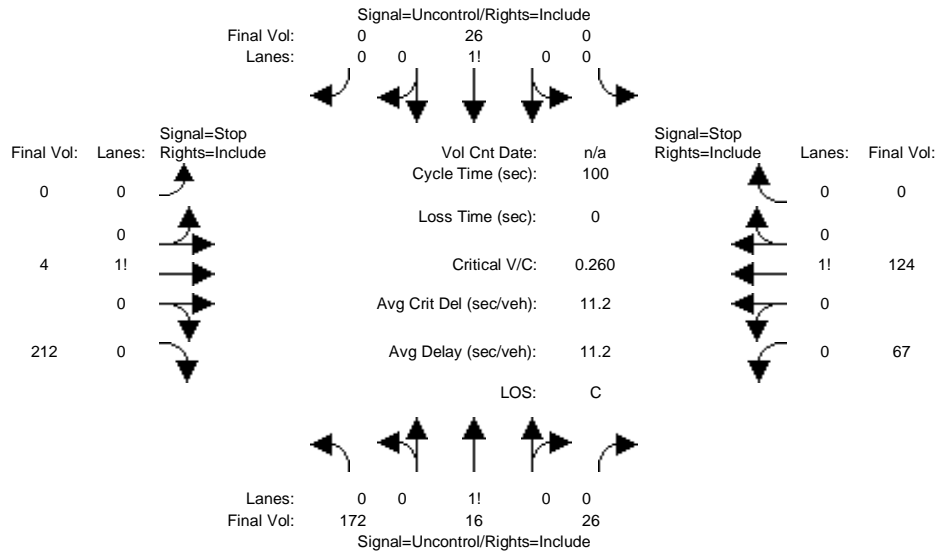 Signal=Uncontrol/Rights=Include
Final Vol: 0 26 0
Lanes: 0 0 1! 0 0
Signal=Stop Signal=Stop
Final Vol: Lanes: Rights=Include Vol Cnt Date: n/a Rights=Include Lanes: Final Vol:
Cycle Time (sec): 100
0 0 0 0
Loss Time (sec): 0
0 0
4 1! Critical V/C: 0.260 1! 124
0 Avg Crit Del (sec/veh): 11.2 0
212 0 Avg Delay (sec/veh): 11.2 0 67
LOS: C
Lanes: 0 0 1! 0 0
Final Vol: 172 16 26
Signal=Uncontrol/Rights=Include